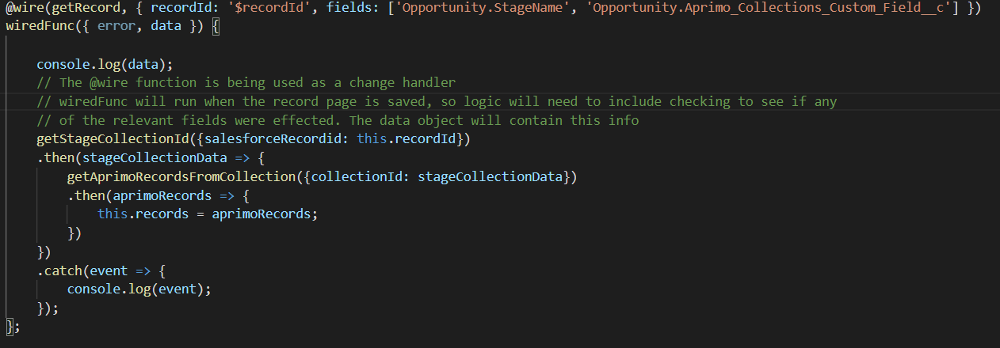 @wire(getRecord, { recordId: '$recordId', fields: ['Opportunity.StageName', 'Opportunity.Aprimo_Collections_Custom_Field__c'] })
wiredFunc({ error, data }) {
console.log(data);
// The @wire function is being used as a change handler
// wiredFunc will run when the record page is saved, so logic will need to include checking to see if any
// of the relevant fields were effected. The data object will contain this info
getStageCollectionId({salesforceRecordid: this.recordId})
.then(stageCollectionData => {
getAprimoRecordsFromCollection({collectionId: stageCollectionData})
.then(aprimoRecords => {
this.records = aprimoRecords;
})
})
.catch(event => {
console.log(event);
});
};